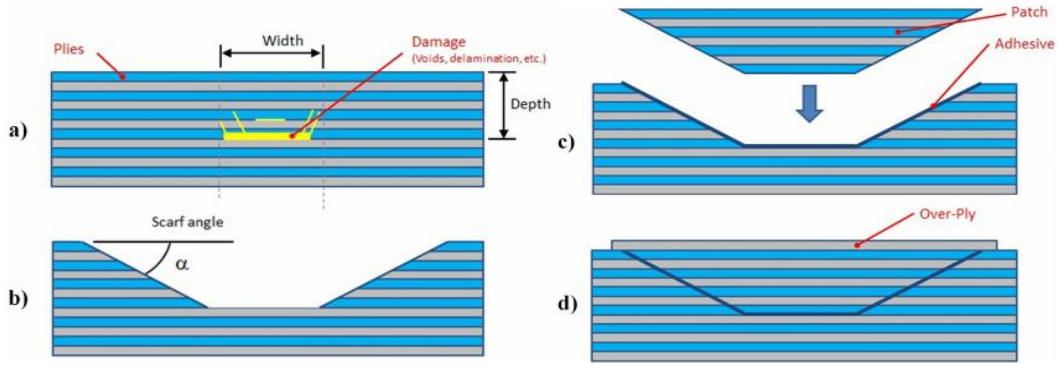 a)
Plies
Width
Damage
(Voids, delamination, etc.)
Depth
b)
Scarf angle
α
c)
Patch
Adhesive
d)
Over-Ply